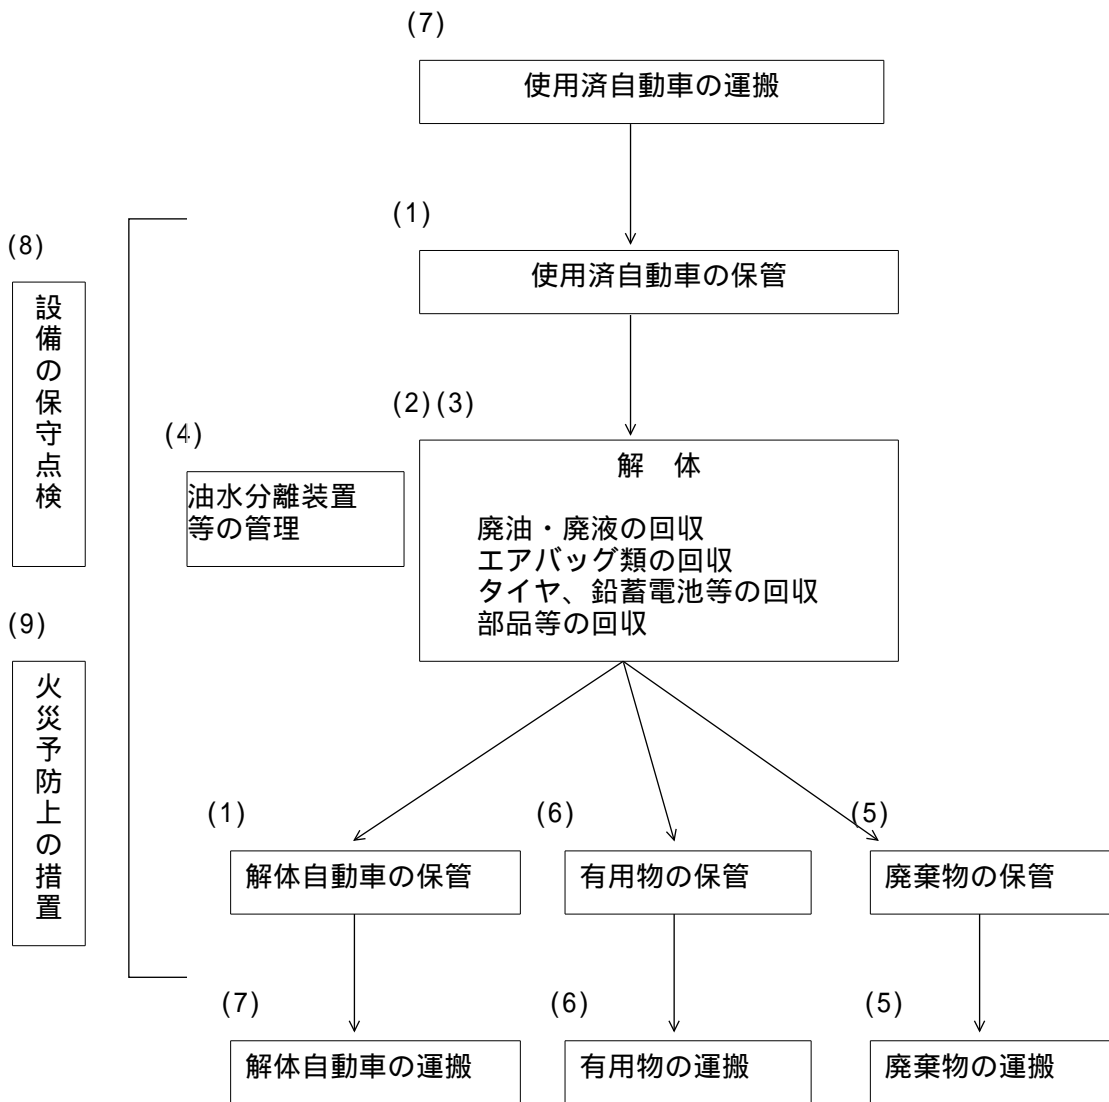 (7)
使用済自動車の運搬
(1)
使用済自動車の保管
(8)
設備の保守点検
(2)(3)
解　体
廃油・廃液の回収
エアバッグ類の回収
タイヤ、鉛蓄電池等の回収
部品等の回収
(4)
油水分離装置
等の管理
(9)
火災予防上の措置
(1)
解体自動車の保管
(6)
有用物の保管
(5)
廃棄物の保管
(7)
解体自動車の運搬
(6)
有用物の運搬
(5)
廃棄物の運搬